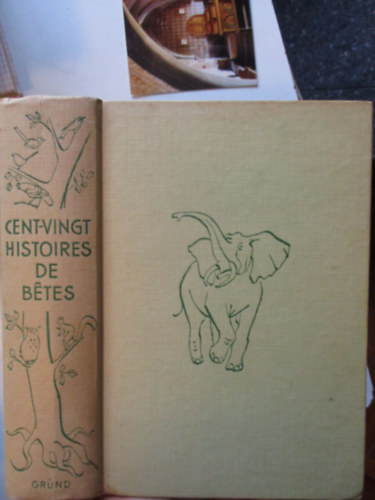 CENT-VINGT
HISTOIRES
DE
BÊTES
GRÜND